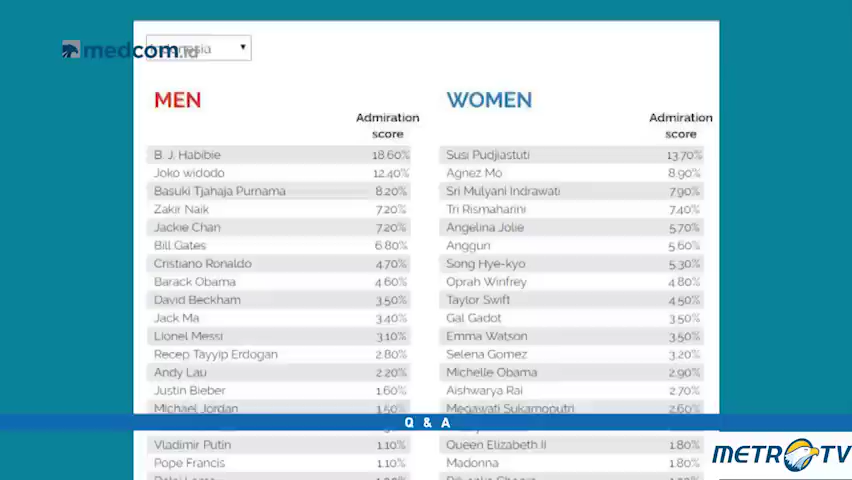 medcom.id
Indonesia
MEN
Admiration
score
B. J. Habibie 18.60%
Joko widodo 12.40%
Basuki Tjahaja Purnama 8.20%
Zakir Naik 7.20%
Jackie Chan 7.20%
Bill Gates 6.80%
Cristiano Ronaldo 4.70%
Barack Obama 4.60%
David Beckham 3.50%
Jack Ma 3.40%
Lionel Messi 3.10%
Recep Tayyip Erdogan 2.80%
Andy Lau 2.20%
Justin Bieber 1.60%
Michael Jordan 1.50%
Vladimir Putin 1.10%
Pope Francis 1.10%
WOMEN
Admiration
score
Susi Pudjiastuti 13.70%
Agnez Mo 8.90%
Sri Mulyani Indrawati 7.90%
Tri Rismaharini 7.40%
Angelina Jolie 5.70%
Anggun 5.60%
Song Hye-kyo 5.30%
Oprah Winfrey 4.80%
Taylor Swift 4.50%
Gal Gadot 3.50%
Emma Watson 3.50%
Selena Gomez 3.20%
Michelle Obama 2.90%
Aishwarya Rai 2.70%
Megawati Sukarnoputri 2.60%
Queen Elizabeth II 1.80%
Madonna 1.80%
Q & A
METRO TV